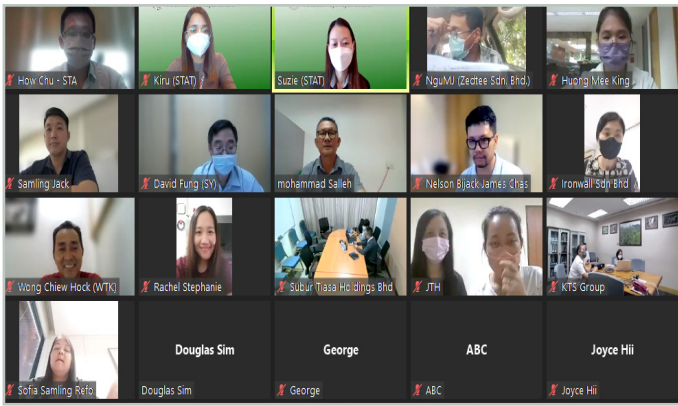 How Chu - STA
Kiru (STAT)
Suzie (STAT)
NguMJ (Zedtee Sdn. Bhd.)
Huong Mee King
Samling Jack
David Fung (SY)
mohammad Salleh
Nelson Bijack James Chas
Ironwall Sdn Bhd
Wong Chiew Hock (WTK)
Rachel Stephanie
Subur Tiasa Holdings Bhd
JTH
KTS Group
Sofia Samling Refo
Douglas Sim
Douglas Sim
George
George
ABC
ABC
Joyce Hii
Joyce Hii